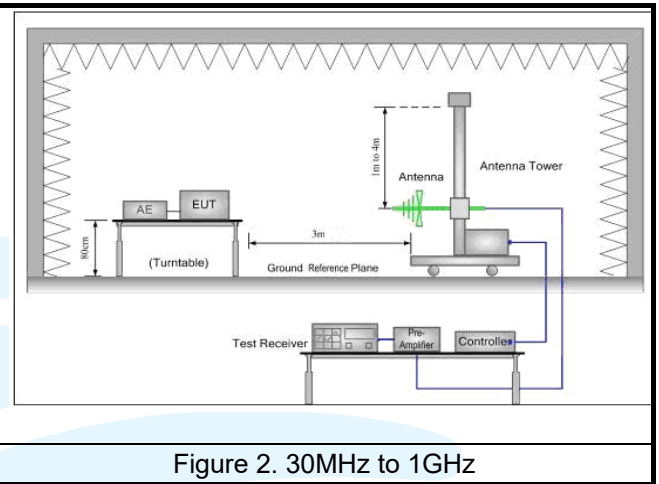 1m to 4m
Antenna
Antenna Tower
AE
EUT
80cm
(Turntable)
3m
Ground Reference Plane
Test Receiver
Pre-
Amplifier
Controller
Figure 2. 30MHz to 1GHz